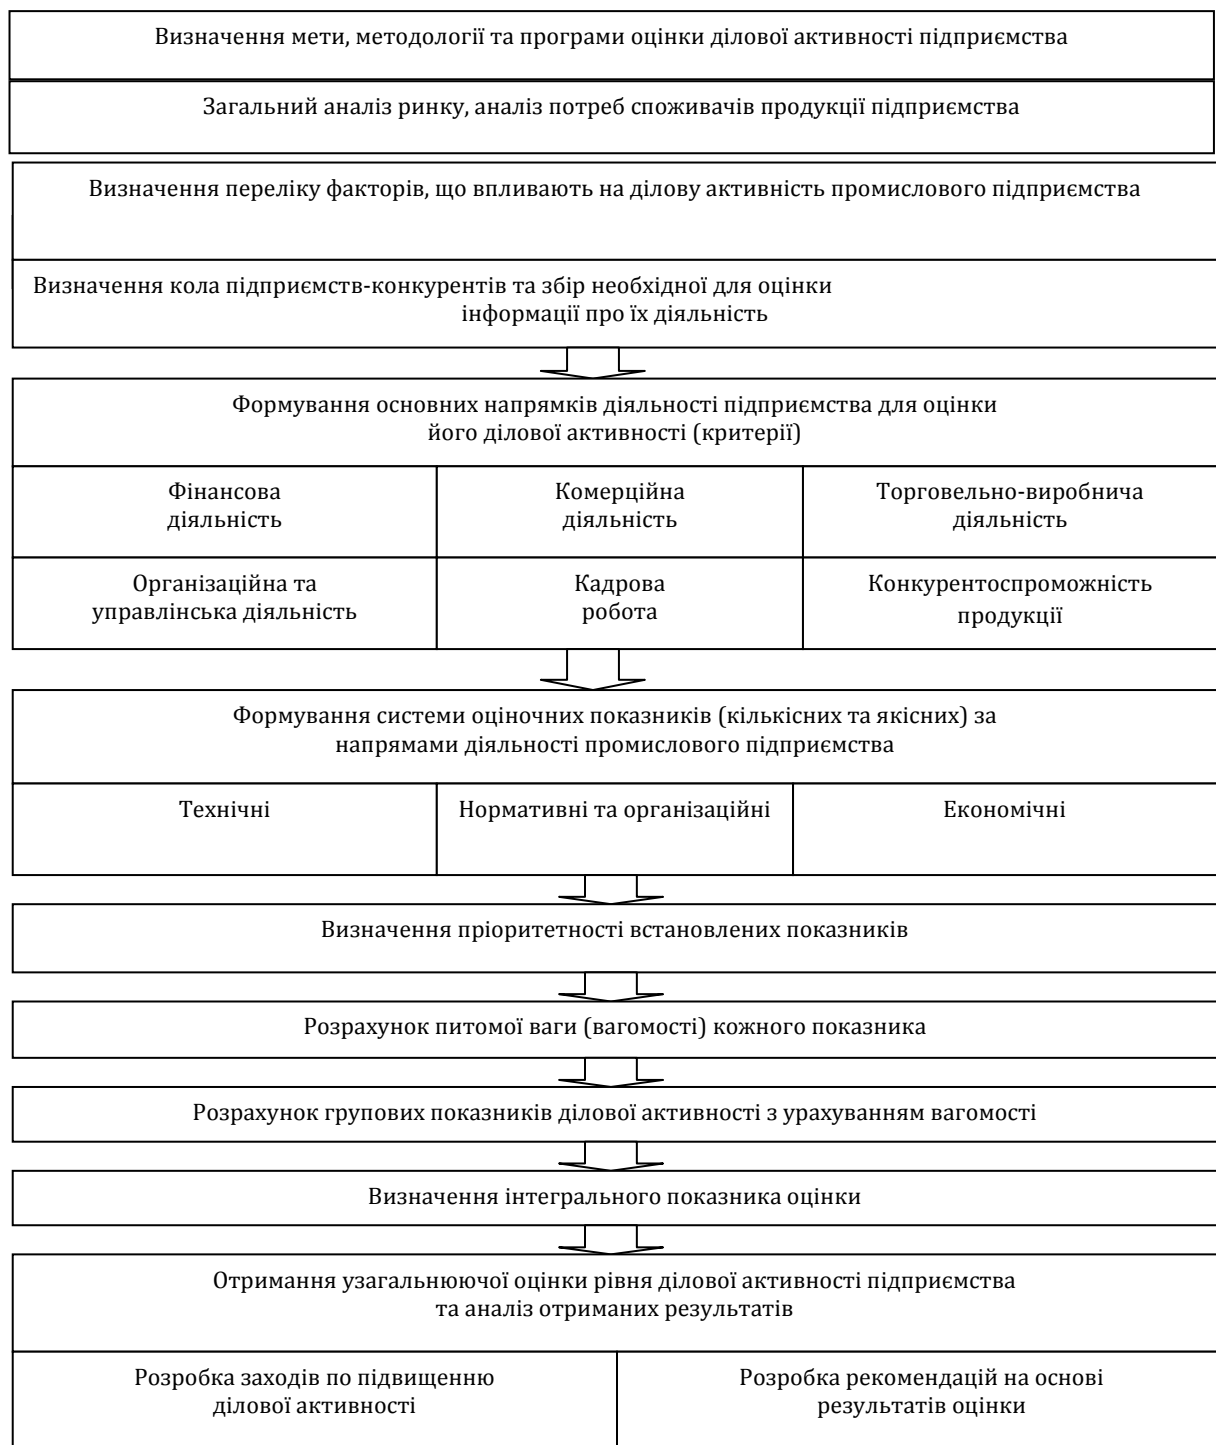 Визначення мети, методології та програми оцінки ділової активності підприємства
Загальний аналіз ринку, аналіз потреб споживачів продукції підприємства
Визначення переліку факторів, що впливають на ділову активність промислового підприємства
Визначення кола підприємств-конкурентів та збір необхідної для оцінки
інформації про їх діяльність
Формування основних напрямків діяльності підприємства для оцінки
його ділової активності (критерії)
Фінансова
діяльність
Комерційна
діяльність
Торговельно-виробнича
діяльність
Організаційна та
управлінська діяльність
Кадрова
робота
Конкурентоспроможність
продукції
Формування системи оціночних показників (кількісних та якісних) за
напрямами діяльності промислового підприємства
Технічні
Нормативні та організаційні
Економічні
Визначення пріоритетності встановлених показників
Розрахунок питомої ваги (вагомості) кожного показника
Розрахунок групових показників ділової активності з урахуванням вагомості
Визначення інтегрального показника оцінки
Отримання узагальнюючої оцінки рівня ділової активності підприємства
та аналіз отриманих результатів
Розробка заходів по підвищенню
ділової активності
Розробка рекомендацій на основі
результатів оцінки